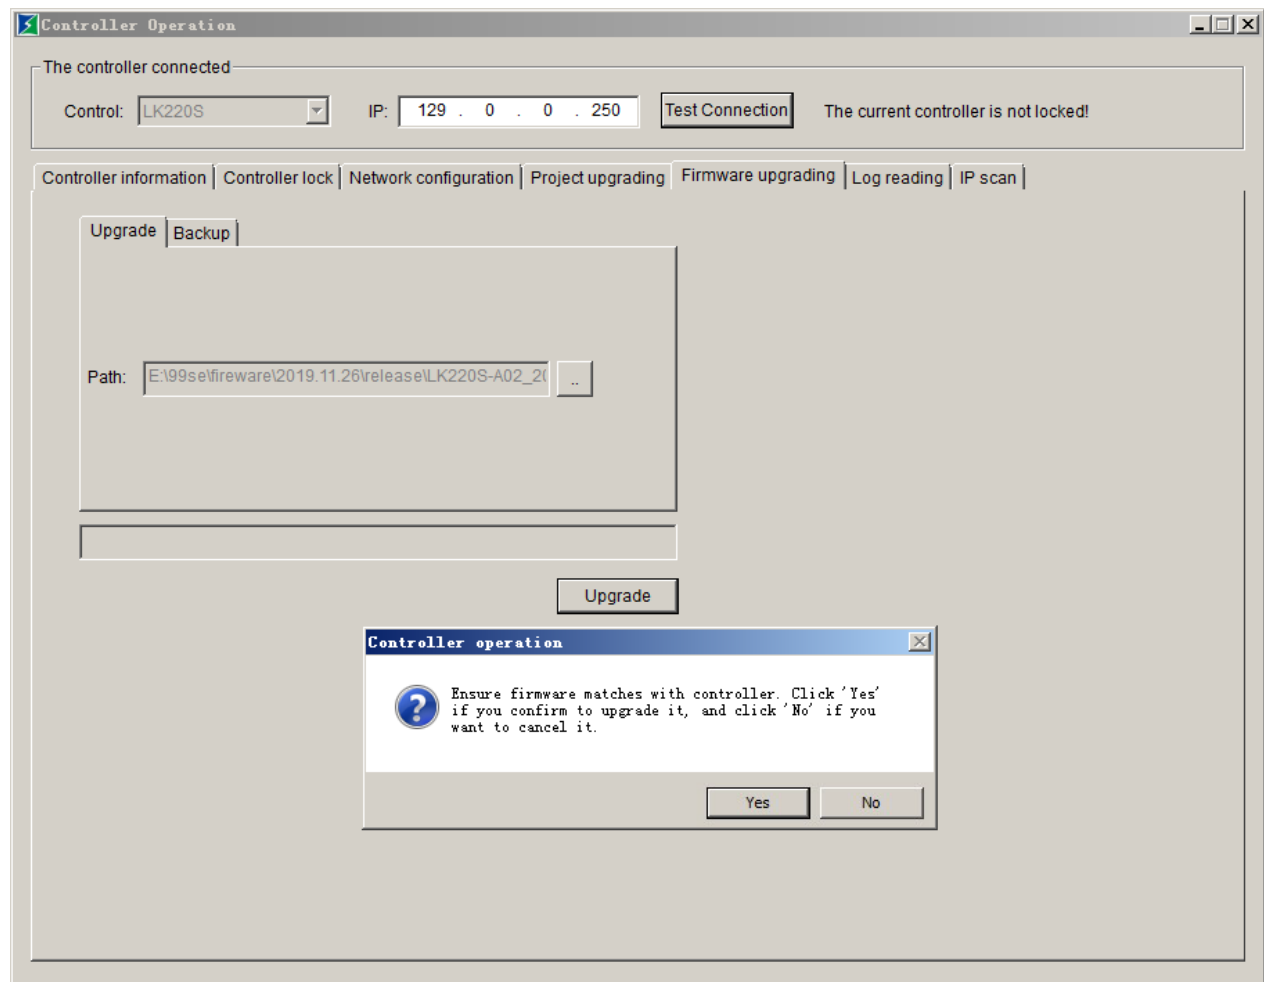 Controller Operation
The controller connected
Control: LK220S IP: 129 . 0 . 0 . 250 Test Connection The current controller is not locked!
Controller information Controller lock Network configuration Project upgrading Firmware upgrading Log reading IP scan
Upgrade Backup
Path: E:\99se\fireware\2019.11.26\release\LK220S-A02_20 ..
Upgrade
Controller operation
Ensure firmware matches with controller. Click 'Yes'
if you confirm to upgrade it, and click 'No' if you
want to cancel it.
Yes No